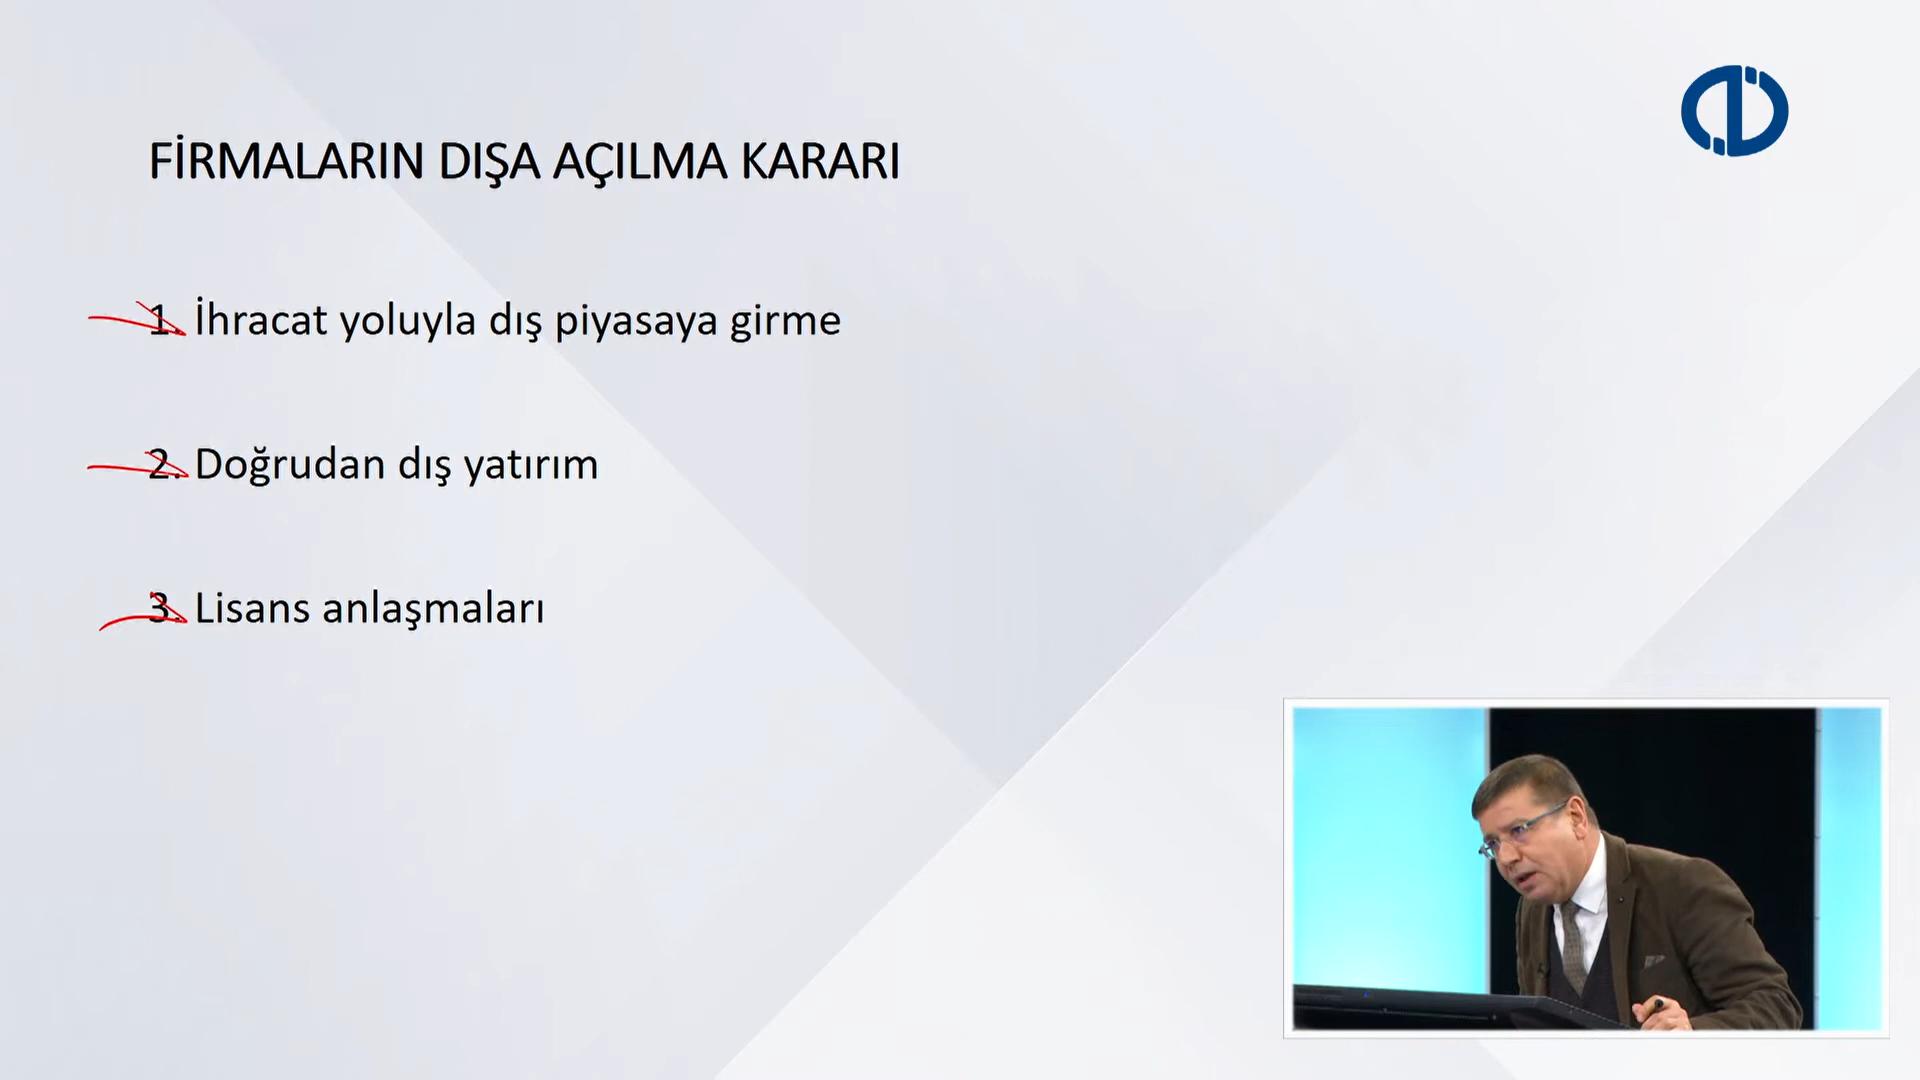 FİRMALARIN DIŞA AÇILMA KARARI
1. İhracat yoluyla dış piyasaya girme
2. Doğrudan dış yatırım
3. Lisans anlaşmaları